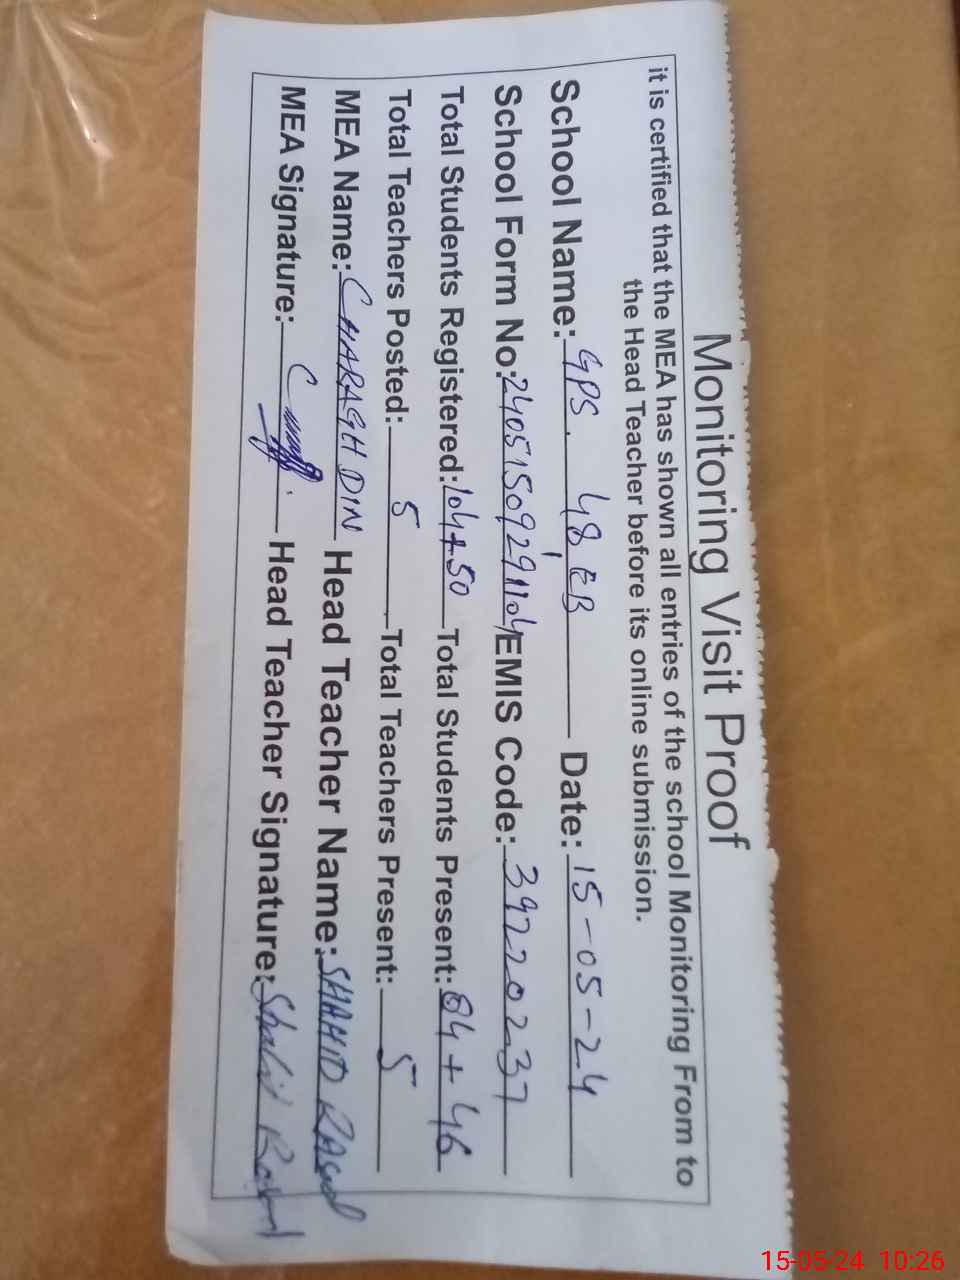 Monitoring Visit Proof
it is certified that the MEA has shown all entries of the school Monitoring From to
the Head Teacher before its online submission.
School Name: GPS. 48 EB Date: 15-05-24
School Form No: EMIS Code: 39220237
Total Students Registered: 104+50 Total Students Present: 84+46
Total Teachers Posted: 5 Total Teachers Present: 5
MEA Name: CHARAGH DIN Head Teacher Name: SHAHID
MEA Signature: Head Teacher Signature: Shahid
15-05-24 10:26